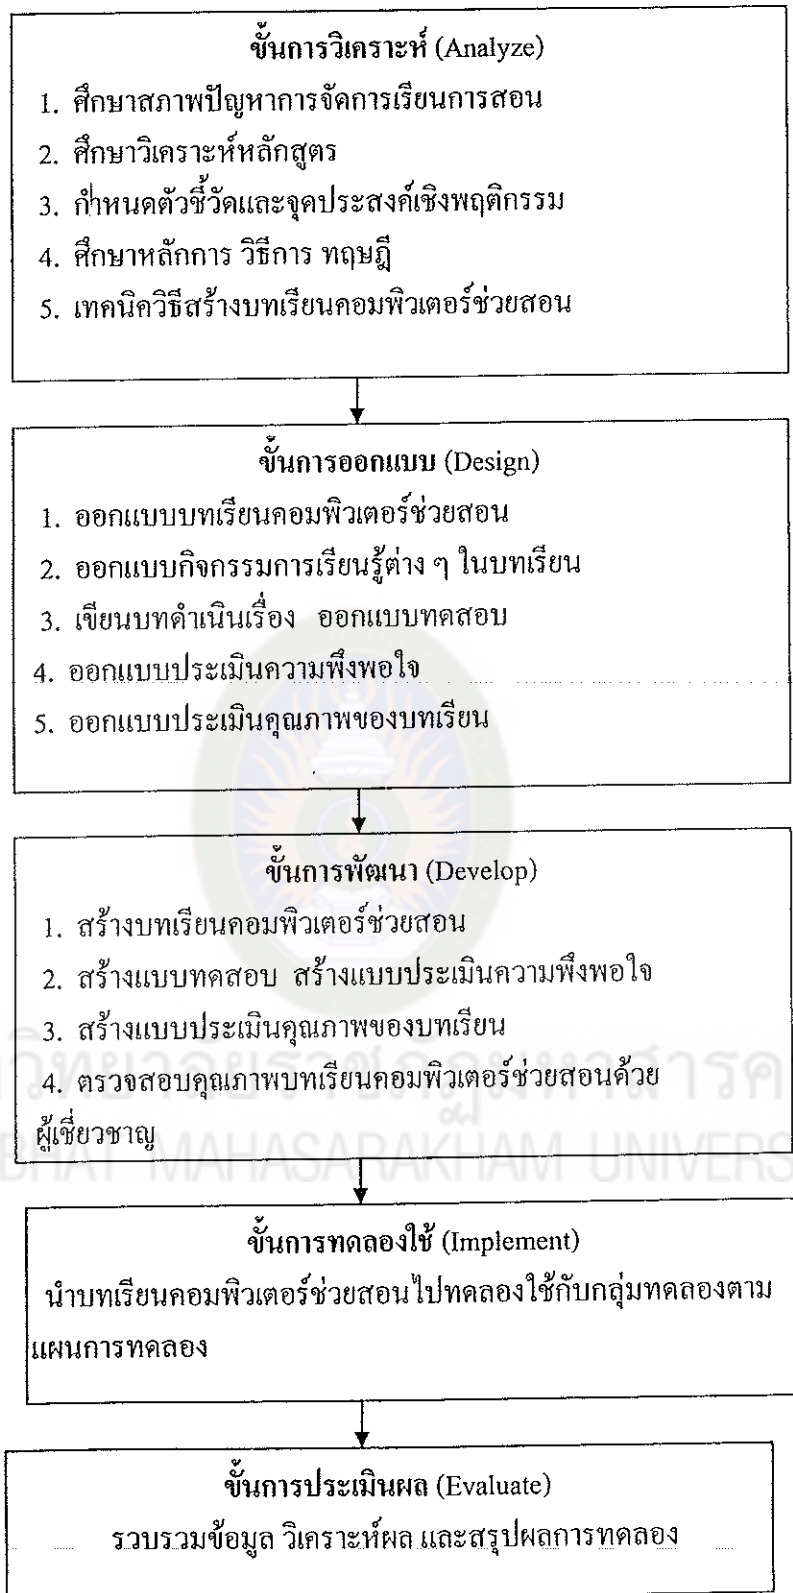 ขั้นการวิเคราะห์ (Analyze)
1. ศึกษาสภาพปัญหาการจัดการเรียนการสอน
2. ศึกษาวิเคราะห์หลักสูตร
3. กำหนดตัวชี้วัดและจุดประสงค์เชิงพฤติกรรม
4. ศึกษาหลักการ วิธีการ ทฤษฎี
5. เทคนิควิธีสร้างบทเรียนคอมพิวเตอร์ช่วยสอน
ขั้นการออกแบบ (Design)
1. ออกแบบบทเรียนคอมพิวเตอร์ช่วยสอน
2. ออกแบบกิจกรรมการเรียนรู้ต่าง ๆ ในบทเรียน
3. เขียนบทดำเนินเรื่อง ออกแบบทดสอบ
4. ออกแบบประเมินความพึงพอใจ
5. ออกแบบประเมินคุณภาพของบทเรียน
ขั้นการพัฒนา (Develop)
1. สร้างบทเรียนคอมพิวเตอร์ช่วยสอน
2. สร้างแบบทดสอบ สร้างแบบประเมินความพึงพอใจ
3. สร้างแบบประเมินคุณภาพของบทเรียน
4. ตรวจสอบคุณภาพบทเรียนคอมพิวเตอร์ช่วยสอนด้วย
ผู้เชี่ยวชาญ
วิทยาลัยราชภัฏมหาสารค
BHAT MAHASARAKHAM UNIVERS
ขั้นการทดลองใช้ (Implement)
นำบทเรียนคอมพิวเตอร์ช่วยสอนไปทดลองใช้กับกลุ่มทดลองตาม
แผนการทดลอง
ขั้นการประเมินผล (Evaluate)
รวบรวมข้อมูล วิเคราะห์ผล และสรุปผลการทดลอง